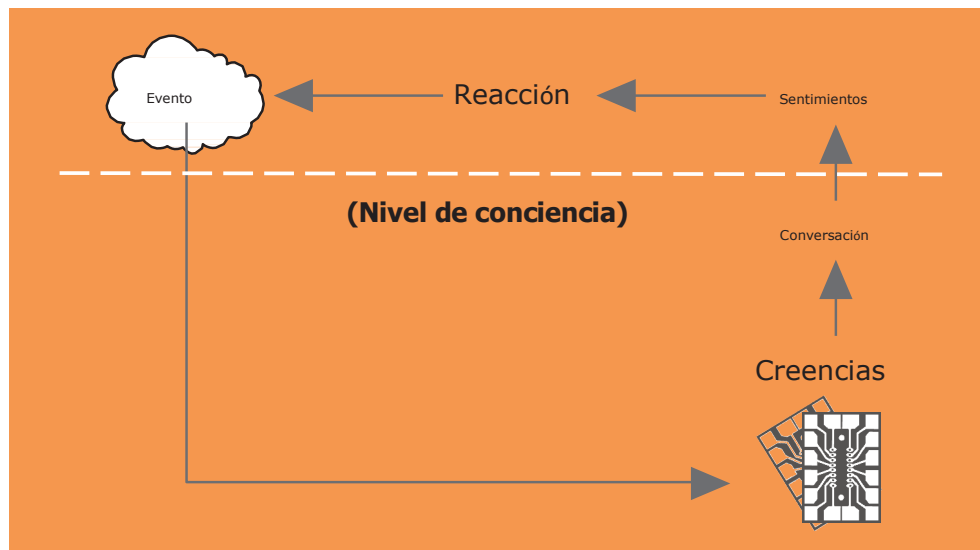 Evento
Reacción
Sentimientos
(Nivel de conciencia)
Conversación
Creencias